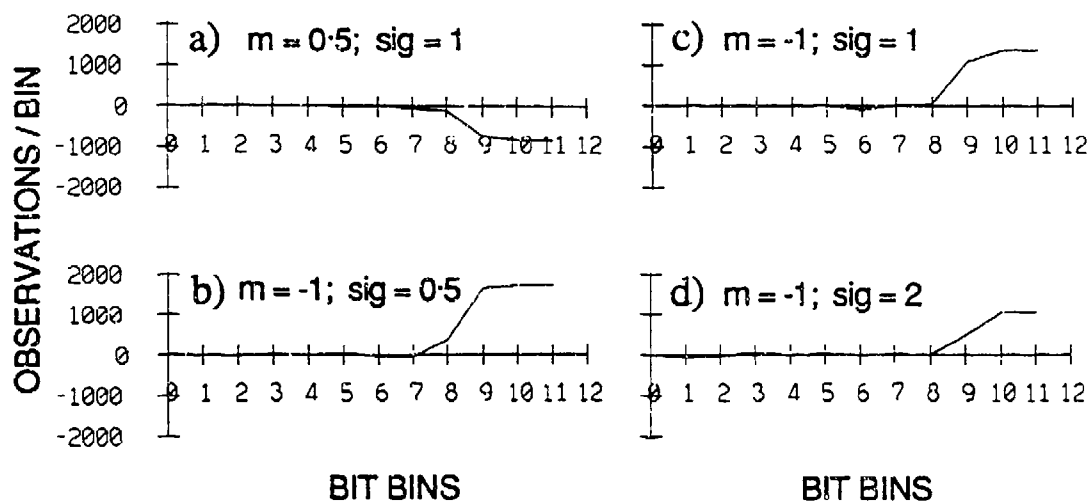 OBSERVATIONS / BIN
a) m = 0·5; sig = 1
2000
1000
0
-1000
-2000
0 1 2 3 4 5 6 7 8 9 10 11 12
c) m = -1; sig = 1
0 1 2 3 4 5 6 7 8 9 10 11 12
b) m = -1; sig = 0·5
2000
1000
0
-1000
-2000
0 1 2 3 4 5 6 7 8 9 10 11 12
d) m = -1; sig = 2
0 1 2 3 4 5 6 7 8 9 10 11 12
BIT BINS
BIT BINS